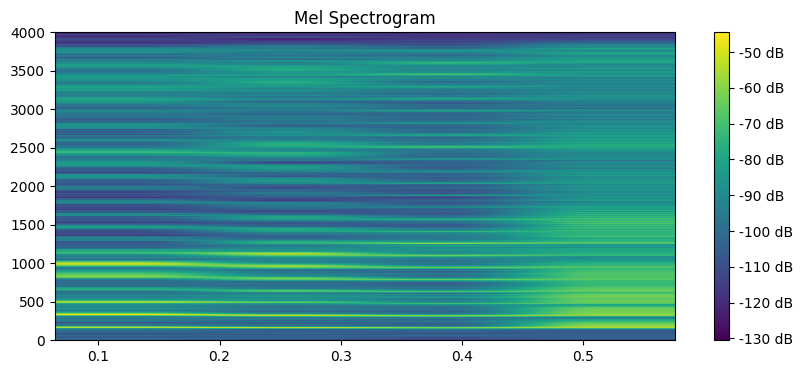 Mel Spectrogram
4000
3500
3000
2500
2000
1500
1000
500
0
0.1 0.2 0.3 0.4 0.5
-50 dB
-60 dB
-70 dB
-80 dB
-90 dB
-100 dB
-110 dB
-120 dB
-130 dB